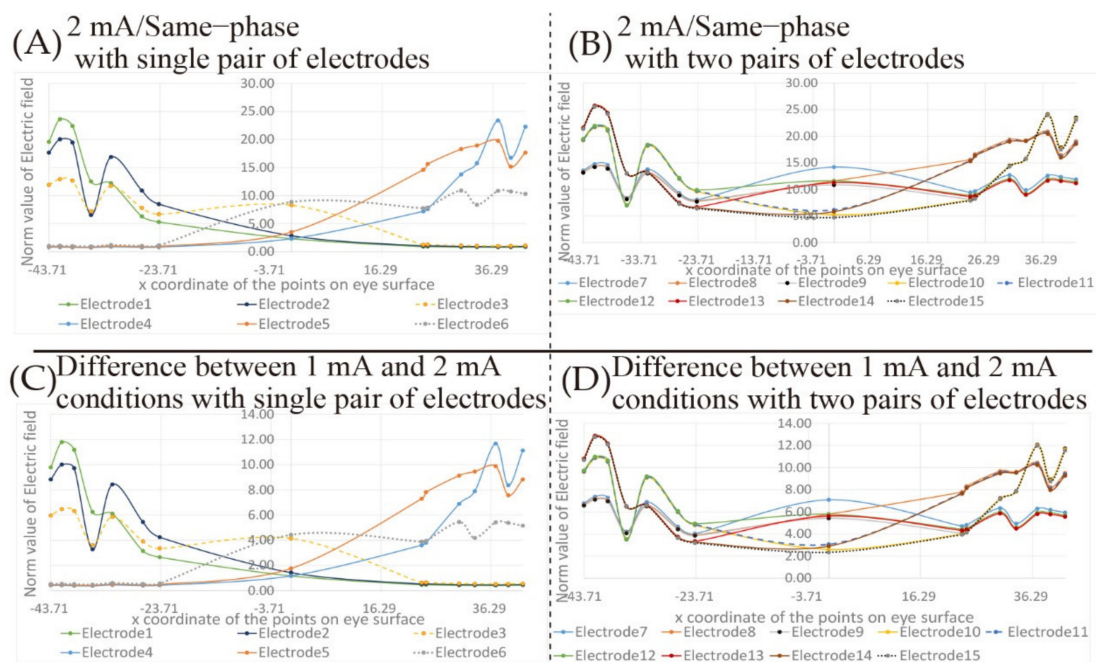 (A) 2 mA/Same−phase
with single pair of electrodes
Norm value of Electric field
30.00
25.00
20.00
15.00
10.00
5.00
0.00
-43.71 -23.71 -3.71 16.29 36.29
x coordinate of the points on eye surface
Electrode1 Electrode2 Electrode3
Electrode4 Electrode5 Electrode6
(B) 2 mA/Same−phase
with two pairs of electrodes
Norm value of Electric field
30.00
25.00
20.00
15.00
10.00
0.00
-43.71 -33.71 -23.71 -13.71 -3.71 6.29 16.29 26.29 36.29
x coordinate of the points on eye surface
Electrode7 Electrode8 Electrode9 Electrode10 Electrode11
Electrode12 Electrode13 Electrode14 Electrode15
(C) Difference between 1 mA and 2 mA
conditions with single pair of electrodes
Norm value of Electric field
14.00
12.00
10.00
8.00
6.00
4.00
0.00
-43.71 -23.71 -3.71 16.29 36.29
x coordinate of the points on eye surface
Electrode1 Electrode2 Electrode3
Electrode4 Electrode5 Electrode6
(D) Difference between 1 mA and 2 mA
conditions with two pairs of electrodes
Norm value of Electric field
14.00
12.00
10.00
8.00
6.00
4.00
2.00
0.00
-43.71 -23.71 -3.71 16.29 36.29
x coordinate of the points on eye surface
Electrode7 Electrode8 Electrode9 Electrode10 Electrode11
Electrode12 Electrode13 Electrode14 Electrode15